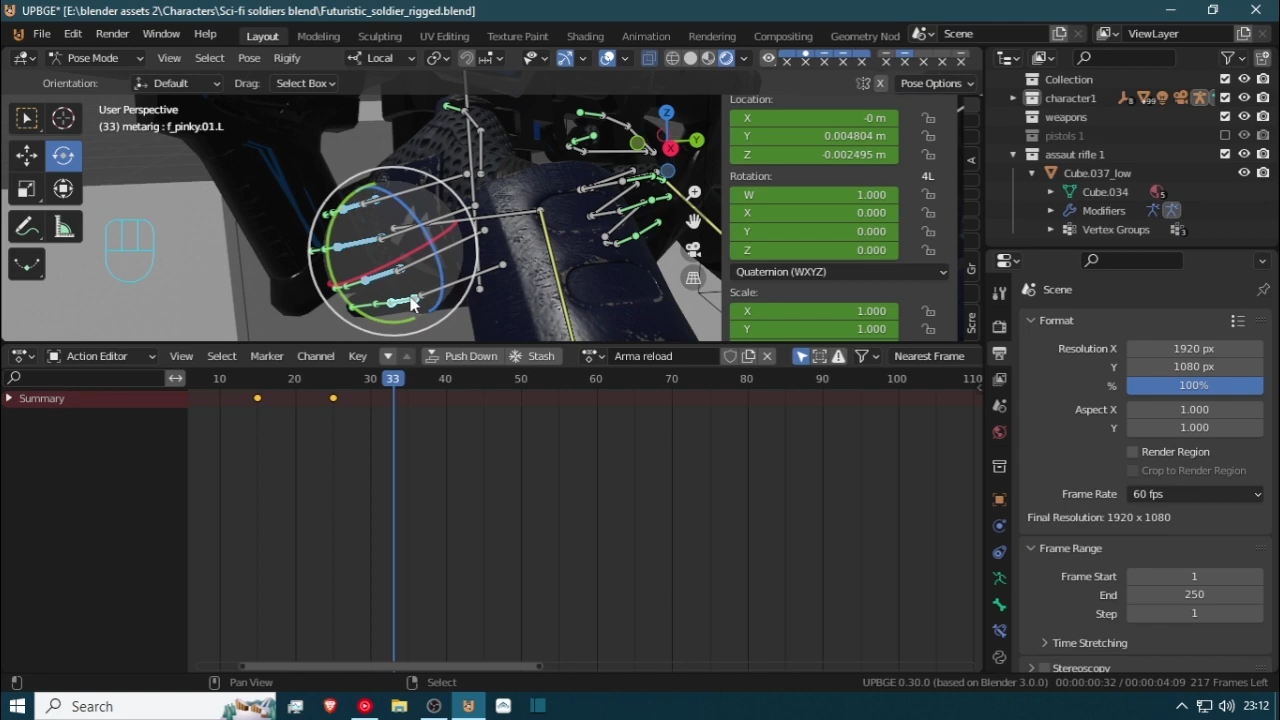 UPBGE* [E:\blender assets 2\Characters\Sci-fi soldiers blend\Futuristic_soldier_rigged.blend]
File Edit Render Window Help Layout Modeling Sculpting UV Editing Texture Paint Shading Animation Rendering Compositing Geometry Nod Scene ViewLayer
Pose Mode View Select Pose Rigify Local
Orientation: Default Drag: Select Box Pose Options
User Perspective
(33) metarig : f_pinky.01.L
Z
Y
X
Location:
X -0 m
Y 0.004804 m
Z -0.002495 m
Rotation: 4L
W 1.000
X 0.000
Y 0.000
Z 0.000
Quaternion (WXYZ)
Scale:
X 1.000
Y 1.000
A
Gr
Scre
Collection
character1 8 99
weapons
pistols 1
assaut rifle 1
Cube.037_low
Cube.034 5
Modifiers
Vertex Groups 3
Scene
Format
Resolution X 1920 px
Y 1080 px
% 100%
Aspect X 1.000
Y 1.000
Render Region
Crop to Render Region
Frame Rate 60 fps
Final Resolution: 1920 x 1080
Frame Range
Frame Start 1
End 250
Step 1
Time Stretching
Stereoscopy
Action Editor View Select Marker Channel Key Push Down Stash Arma reload Nearest Frame
10 20 30 33 40 50 60 70 80 90 100 110
Summary
Pan View Select UPBGE 0.30.0 (based on Blender 3.0.0) 00:00:00:32 / 00:00:04:09 217 Frames Left
Search 23:12